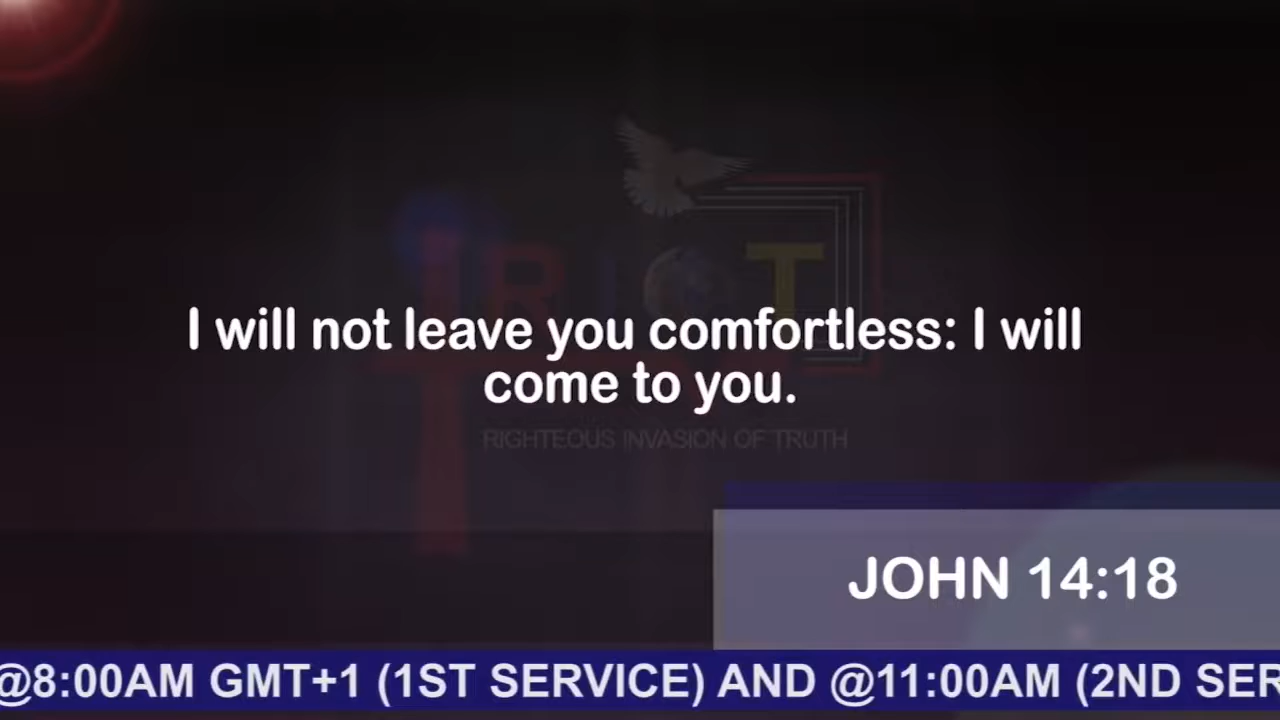 RIOT
I will not leave you comfortless: I will
come to you.
RIGHTEOUS INVASION OF TRUTH
JOHN 14:18
@8:00AM GMT+1 (1ST SERVICE) AND @11:00AM (2ND SER